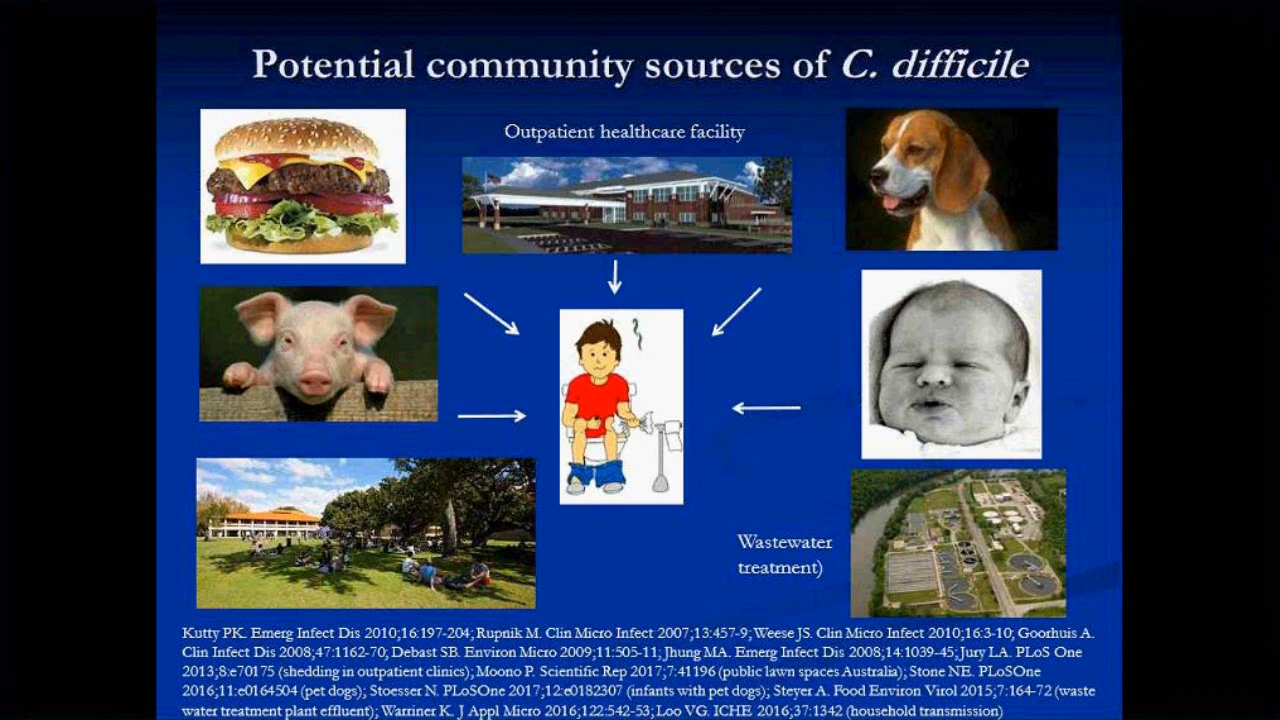 Potential community sources of C. difficile
Outpatient healthcare facility
Wastewater
treatment)
Kutty PK. Emerg Infect Dis 2010;16:197-204; Rupnik M. Clin Micro Infect 2007;13:457-9; Weese JS. Clin Micro Infect 2010;16:3-10; Goorhuis A.
Clin Infect Dis 2008;47:1162-70; Debast SB. Environ Micro 2009;11:505-11; Jhung MA. Emerg Infect Dis 2008;14:1039-45; Jury LA. PLoS One
2013;8:e70175 (shedding in outpatient clinics); Moono P. Scientific Rep 2017;7:41196 (public lawn spaces Australia); Stone NE. PLoSOne
2016;11:e0164504 (pet dogs); Stoesser N. PLoSOne 2017;12:e0182307 (infants with pet dogs); Steyer A. Food Environ Virol 2015;7:164-72 (waste
water treatment plant effluent); Warriner K. J Appl Micro 2016;122:542-53; Loo VG. ICHE 2016;37:1342 (household transmission)